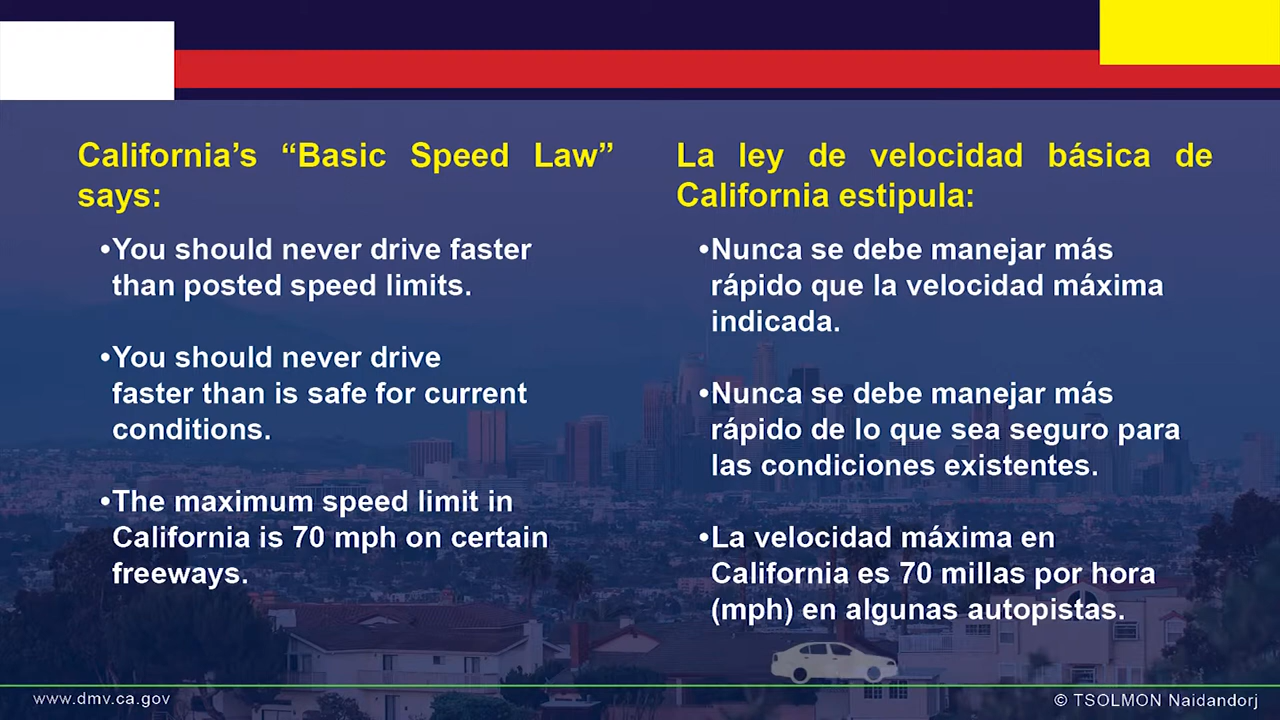 California’s “Basic Speed Law”
says:
•You should never drive faster
than posted speed limits.
•You should never drive
faster than is safe for current
conditions.
•The maximum speed limit in
California is 70 mph on certain
freeways.
La ley de velocidad básica de
California estipula:
•Nunca se debe manejar más
rápido que la velocidad máxima
indicada.
•Nunca se debe manejar más
rápido de lo que sea seguro para
las condiciones existentes.
•La velocidad máxima en
California es 70 millas por hora
(mph) en algunas autopistas.
www.dmv.ca.gov
© TSOLMON Naidandorj